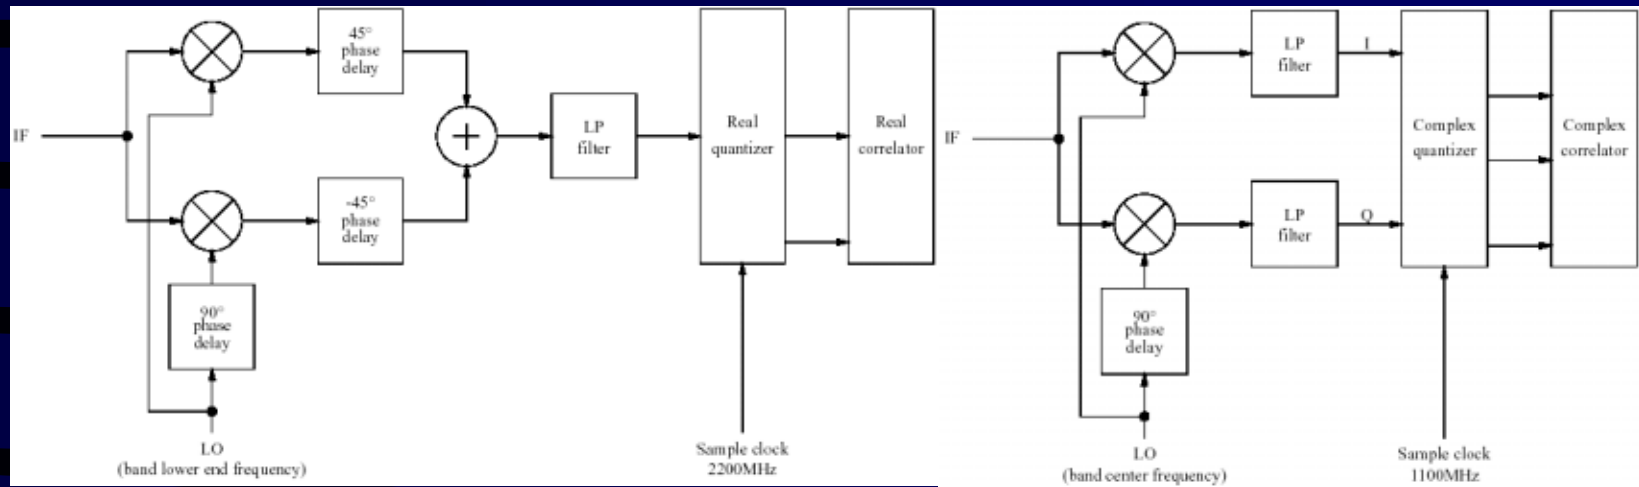 45°
phase
delay
IF
LP
filter
Real
quantizer
Real
correlator
-45°
phase
delay
90°
phase
delay
LO
(band lower end frequency)
Sample clock
2200MHz
LP
filter
I
IF
Complex
quantizer
Complex
correlator
LP
filter
Q
90°
phase
delay
LO
(band center frequency)
Sample clock
1100MHz